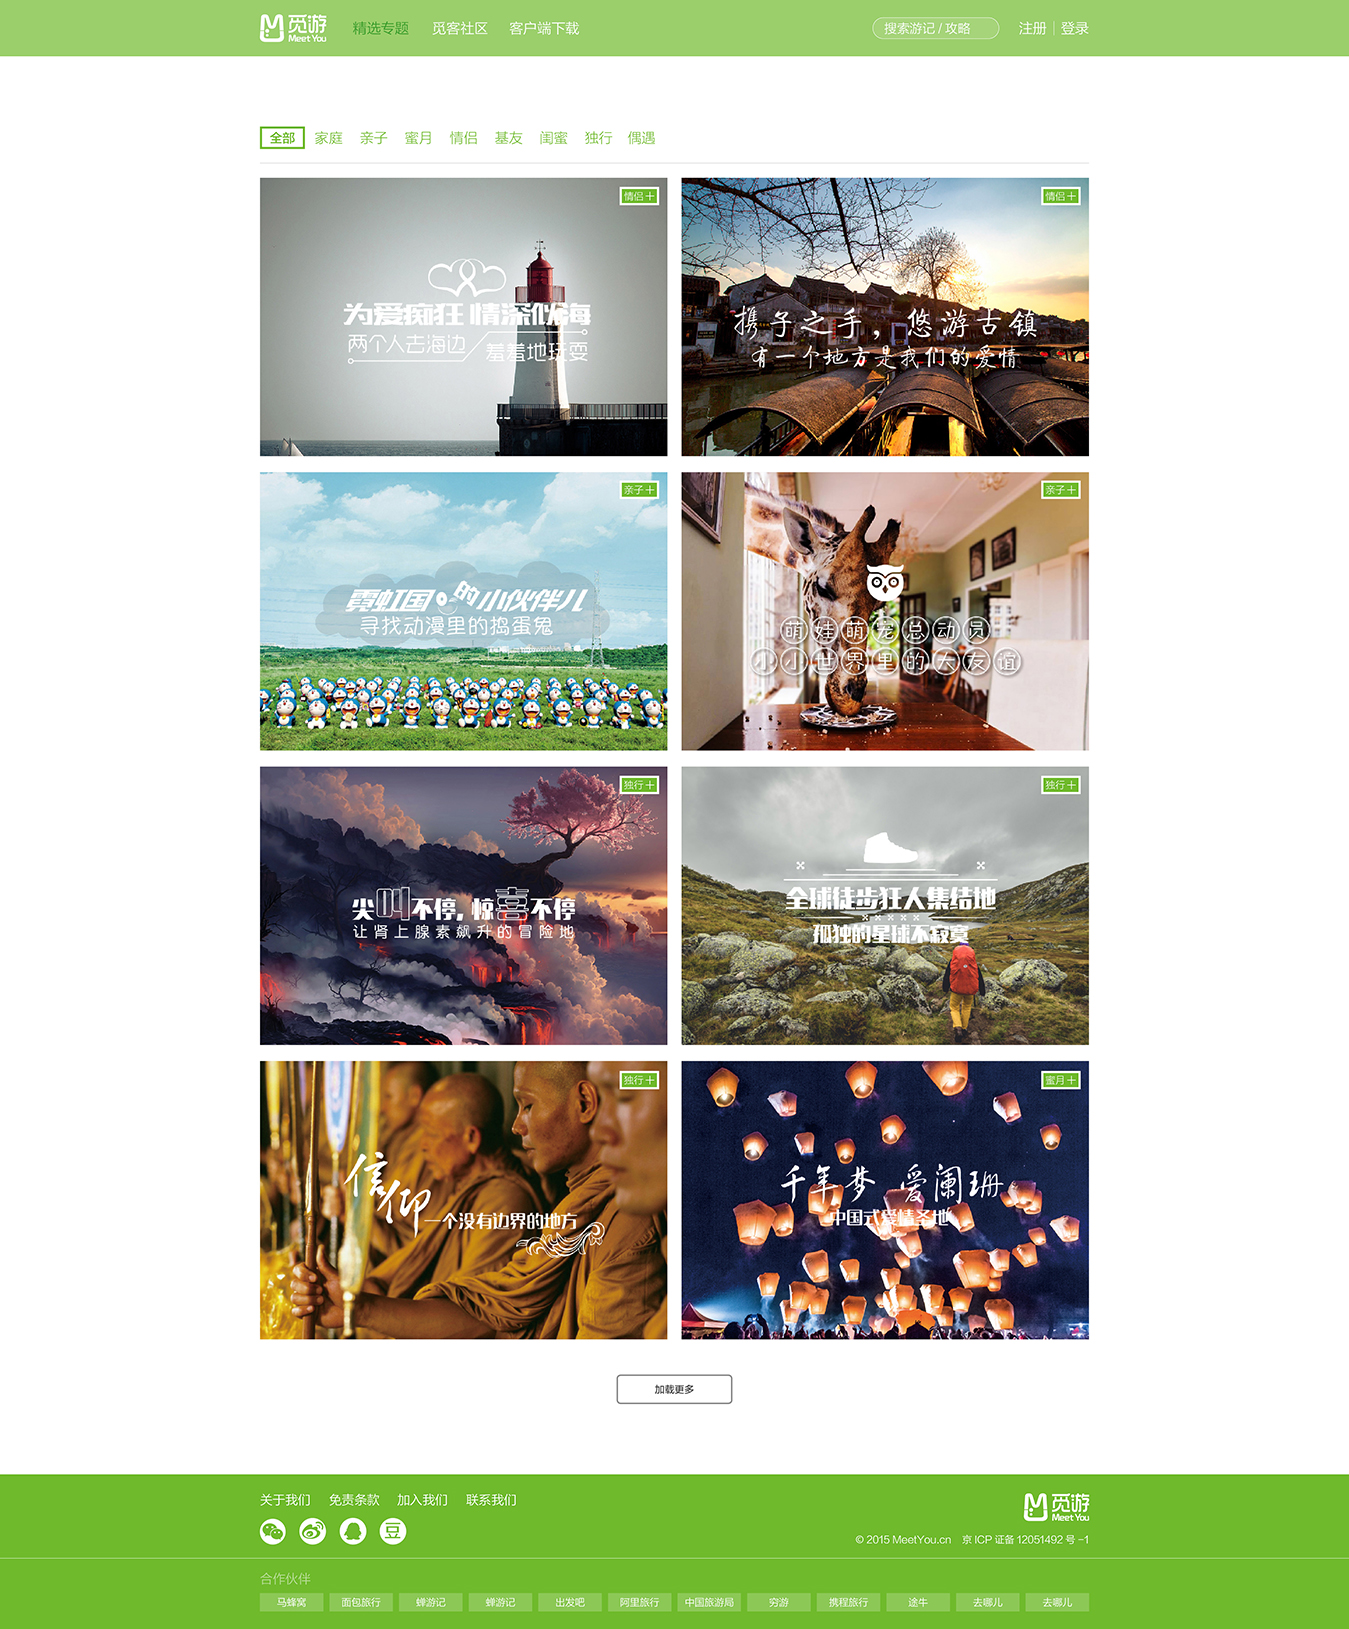 觅游
Meet You
精选专题 觅客社区 客户端下载
搜索游记 / 攻略
注册 登录
全部 家庭 亲子 蜜月 情侣 基友 闺蜜 独行 偶遇
情侣+
为爱痴狂 情深似海
两个人去海边 羞羞地玩耍
情侣+
携子之手，悠游古镇
有一个地方是我们的爱情
亲子+
霓虹国的小伙伴儿
寻找动漫里的捣蛋鬼
亲子+
萌娃萌宠总动员
小小世界里的大友谊
独行+
尖叫不停，惊喜不停
让肾上腺素飙升的冒险地
独行+
全球徒步狂人集结地
孤独的星球不寂寞
独行+
信仰
一个没有边界的地方
蜜月+
千年梦 爱阑珊
中国式爱情圣地
加载更多
关于我们 免责条款 加入我们 联系我们
豆
觅游
Meet You
© 2015 MeetYou.cn 京 ICP 证备 12051492 号 -1
合作伙伴
马蜂窝 面包旅行 蝉游记 蝉游记 出发吧 阿里旅行 中国旅游局 穷游 携程旅行 途牛 去哪儿 去哪儿